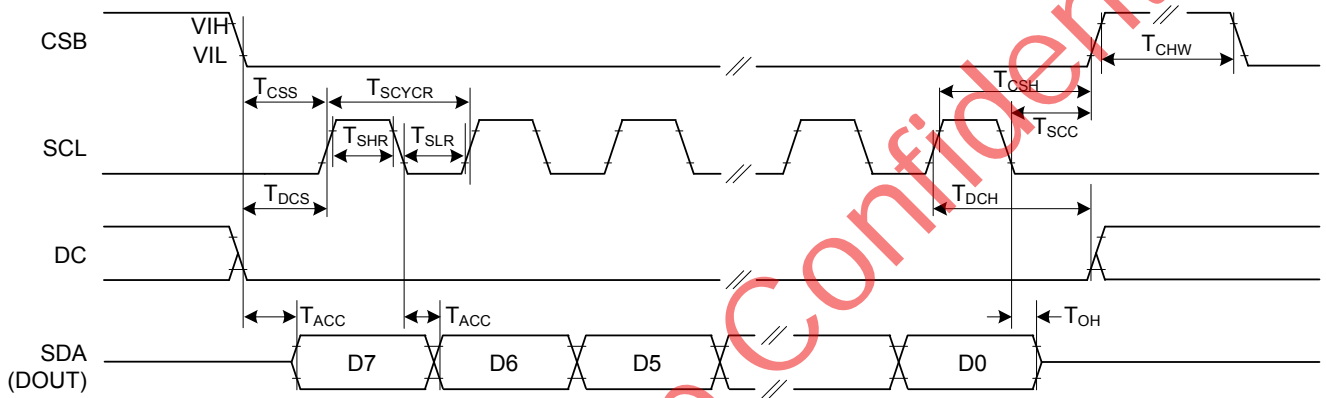 CSB
VIH
VIL
TCHW
TCSS
TSCYCR
TCSH
TSCC
SCL
TSHR
TSLR
TDCS
TDCH
DC
TACC
TACC
TOH
SDA
(DOUT)
D7
D6
D5
D0
Confident